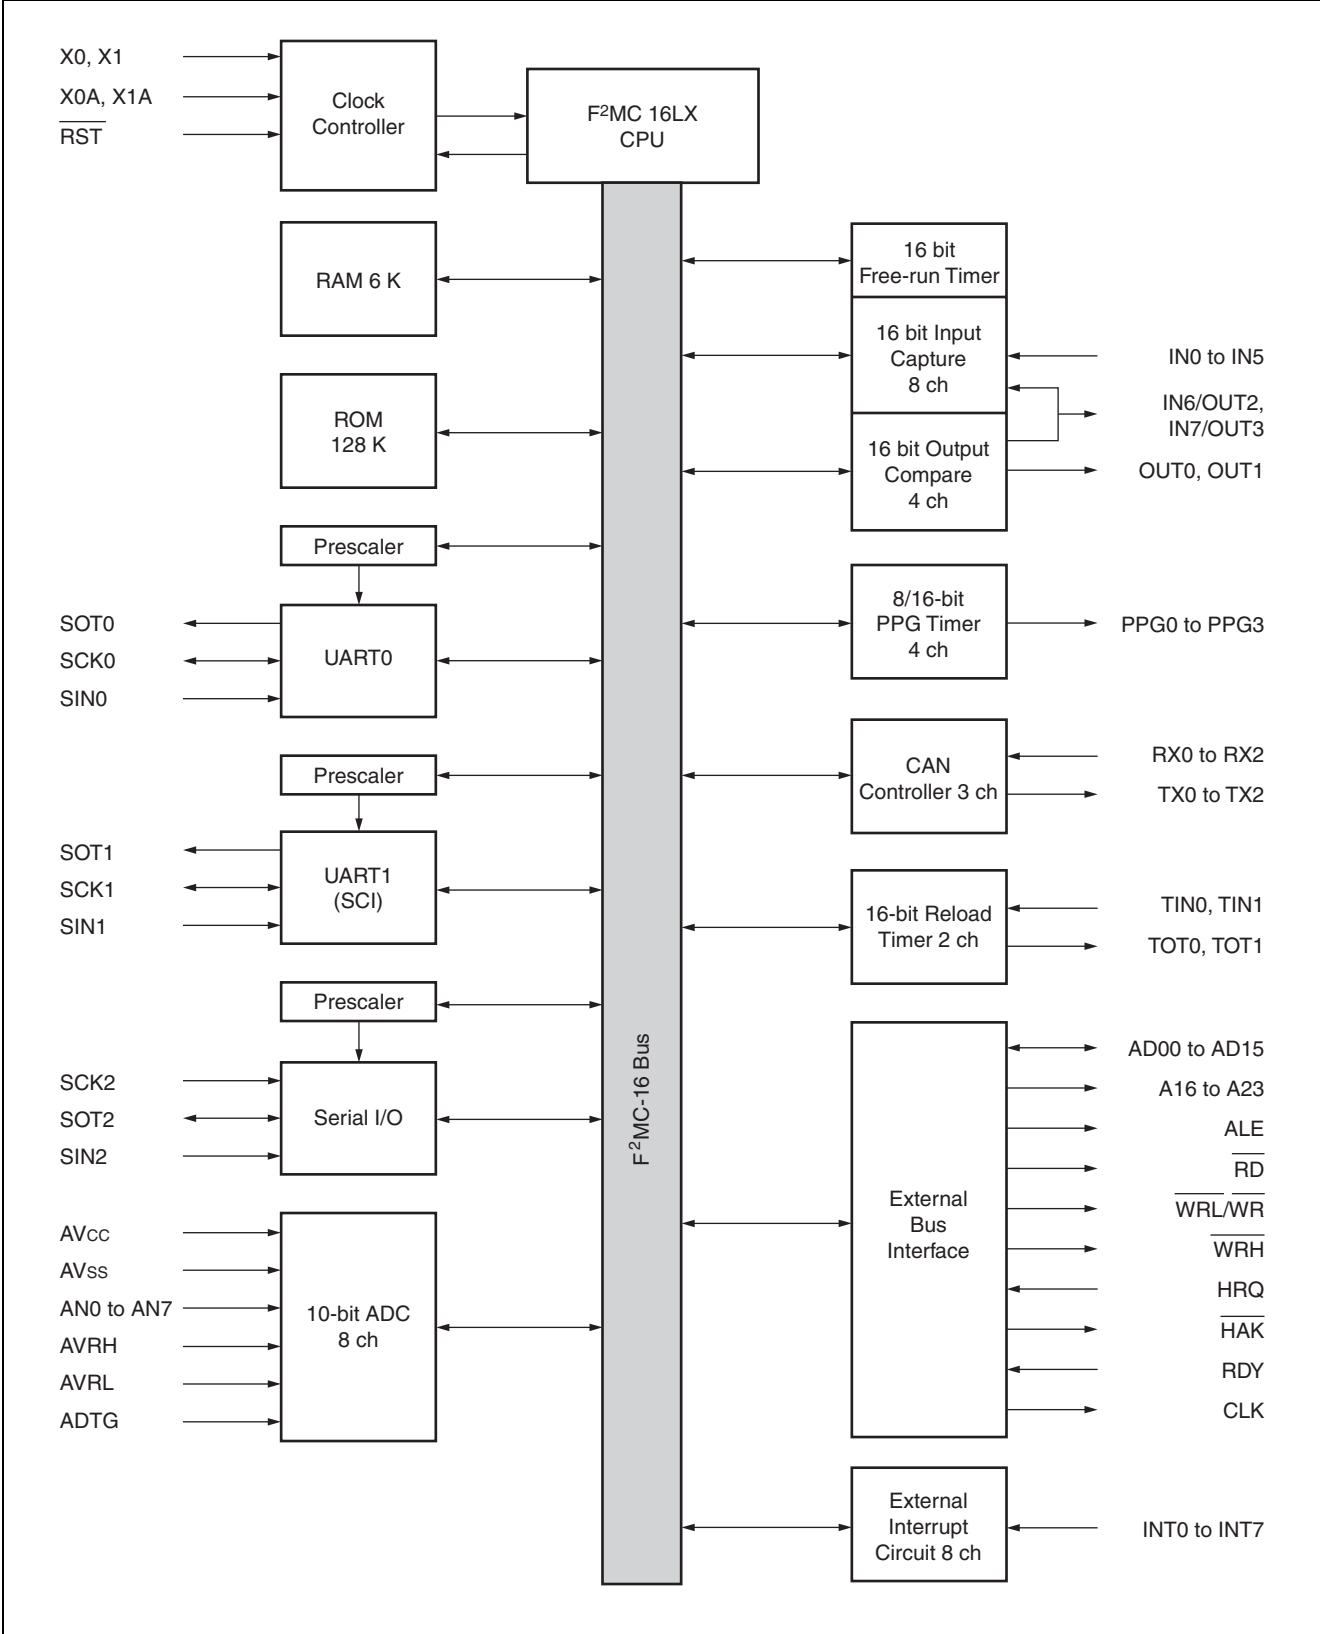 X0, X1
X0A, X1A
RST
Clock
Controller
F²MC 16LX
CPU
RAM 6 K
ROM
128 K
Prescaler
SOT0
SCK0
SIN0
UART0
Prescaler
SOT1
SCK1
SIN1
UART1
(SCI)
Prescaler
SCK2
SOT2
SIN2
Serial I/O
AVCC
AVSS
AN0 to AN7
AVRH
AVRL
ADTG
10-bit ADC
8 ch
F²MC-16 Bus
16 bit
Free-run Timer
16 bit Input
Capture
8 ch
16 bit Output
Compare
4 ch
IN0 to IN5
IN6/OUT2,
IN7/OUT3
OUT0, OUT1
8/16-bit
PPG Timer
4 ch
PPG0 to PPG3
CAN
Controller 3 ch
RX0 to RX2
TX0 to TX2
16-bit Reload
Timer 2 ch
TIN0, TIN1
TOT0, TOT1
External
Bus
Interface
AD00 to AD15
A16 to A23
ALE
RD
WRL/WR
WRH
HRQ
HAK
RDY
CLK
External
Interrupt
Circuit 8 ch
INT0 to INT7